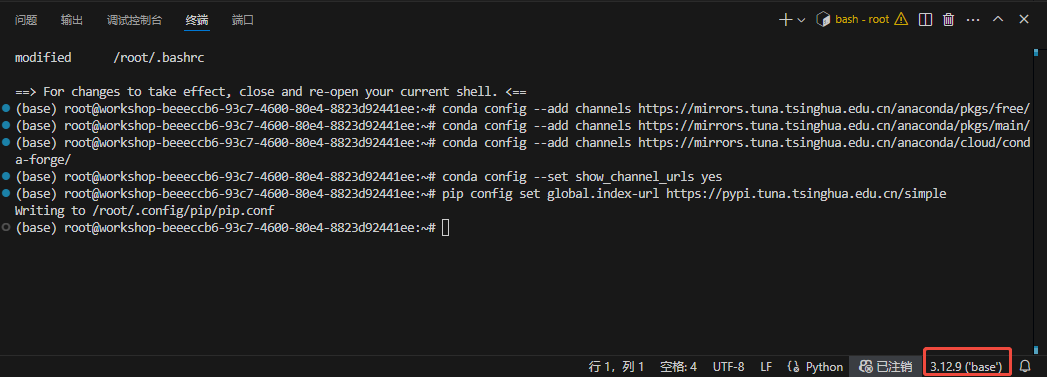 问题 输出 调试控制台 终端 端口 bash - root
modified /root/.bashrc
==> For changes to take effect, close and re-open your current shell. <==
(base) root@workshop-beeeccb6-93c7-4600-80e4-8823d92441ee:~# conda config --add channels https://mirrors.tuna.tsinghua.edu.cn/anaconda/pkgs/free/
(base) root@workshop-beeeccb6-93c7-4600-80e4-8823d92441ee:~# conda config --add channels https://mirrors.tuna.tsinghua.edu.cn/anaconda/pkgs/main/
(base) root@workshop-beeeccb6-93c7-4600-80e4-8823d92441ee:~# conda config --add channels https://mirrors.tuna.tsinghua.edu.cn/anaconda/cloud/cond
a-forge/
(base) root@workshop-beeeccb6-93c7-4600-80e4-8823d92441ee:~# conda config --set show_channel_urls yes
(base) root@workshop-beeeccb6-93c7-4600-80e4-8823d92441ee:~# pip config set global.index-url https://pypi.tuna.tsinghua.edu.cn/simple
Writing to /root/.config/pip/pip.conf
(base) root@workshop-beeeccb6-93c7-4600-80e4-8823d92441ee:~#
行 1，列 1 空格: 4 UTF-8 LF Python 已注销 3.12.9 ('base')